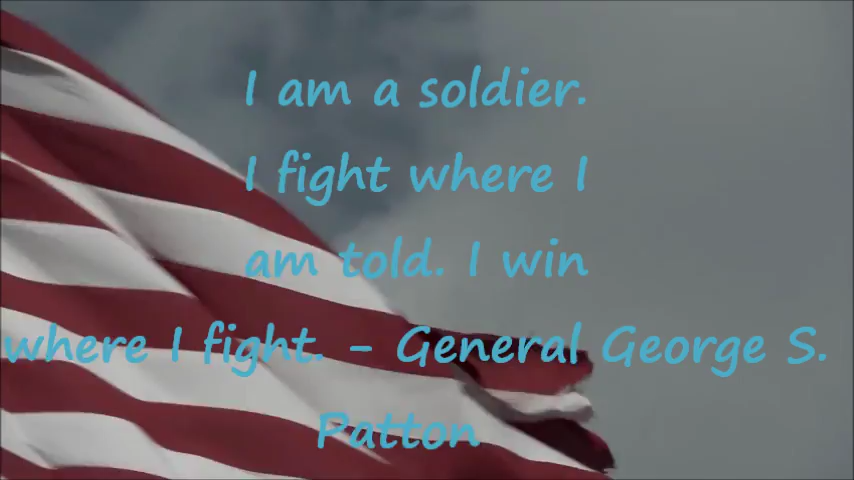 I am a soldier.
I fight where I
am told. I win
where I fight. - General George S.
Patton